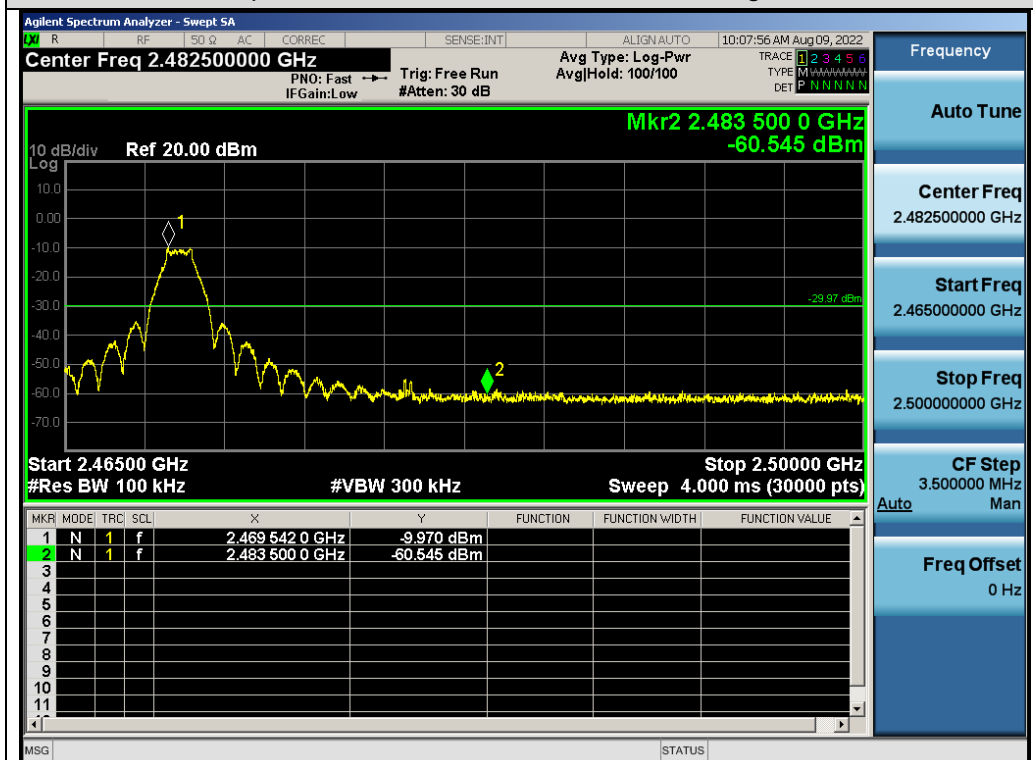 Agilent Spectrum Analyzer - Swept SA
LXI R RF 50 Ω AC CORREC SENSE:INT ALIGN AUTO 10:07:56 AM Aug 09, 2022
Center Freq 2.482500000 GHz
PNO: Fast
IFGain:Low
Trig: Free Run
#Atten: 30 dB
Avg Type: Log-Pwr
Avg|Hold: 100/100
TRACE 1 2 3 4 5 6
TYPE M
DET P N N N N N
Mkr2 2.483 500 0 GHz
-60.545 dBm
10 dB/div
Log
Ref 20.00 dBm
10.0
0.00
-10.0
-20.0
-30.0
-40.0
-50.0
-60.0
-70.0
1
2
-29.97 dBm
Start 2.46500 GHz
Stop 2.50000 GHz
#Res BW 100 kHz
#VBW 300 kHz
Sweep 4.000 ms (30000 pts)
MKR MODE TRC SCL X Y FUNCTION FUNCTION WIDTH FUNCTION VALUE
1 N 1 f 2.469 542 0 GHz -9.970 dBm
2 N 1 f 2.483 500 0 GHz -60.545 dBm
3
4
5
6
7
8
9
10
11
MSG
STATUS
Frequency
Auto Tune
Center Freq
2.482500000 GHz
Start Freq
2.465000000 GHz
Stop Freq
2.500000000 GHz
CF Step
3.500000 MHz
Auto Man
Freq Offset
0 Hz